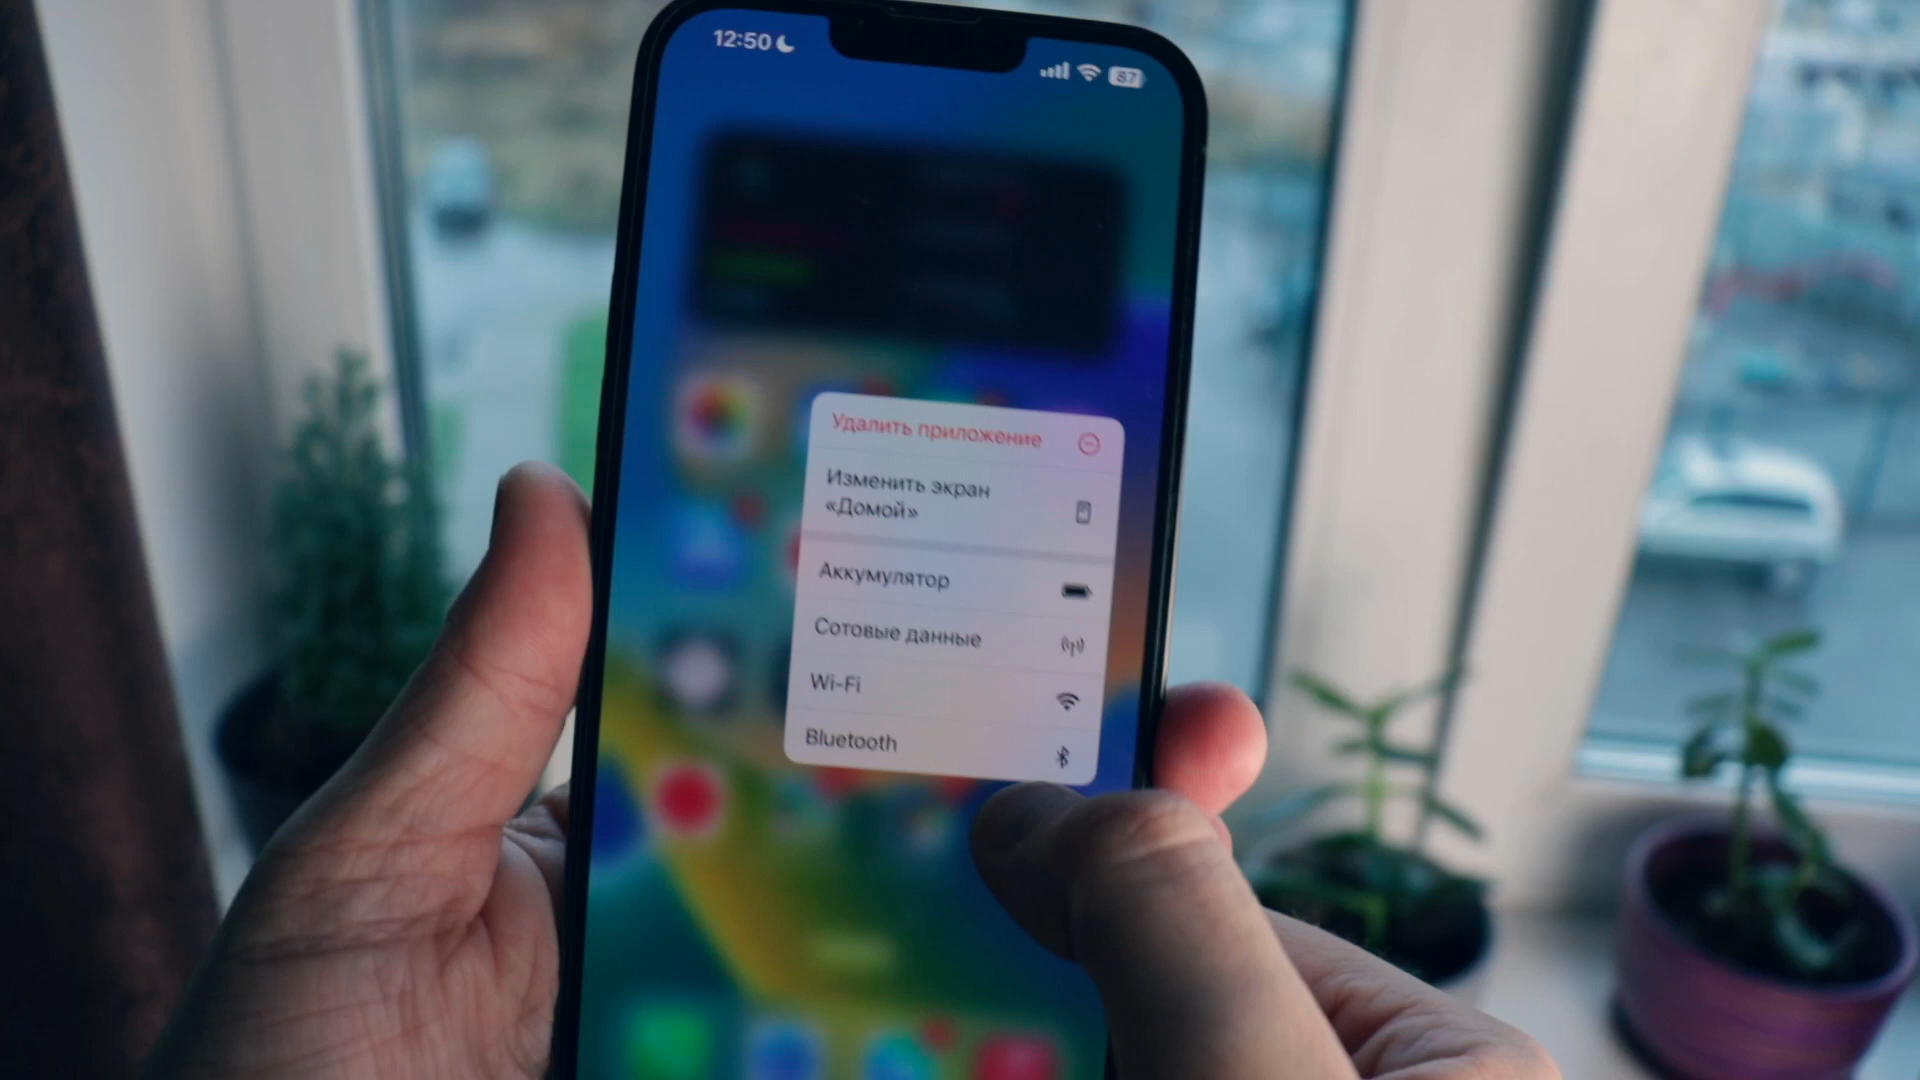 12:50
87
Удалить приложение
Изменить экран
«Домой»
Аккумулятор
Сотовые данные
Wi-Fi
Bluetooth